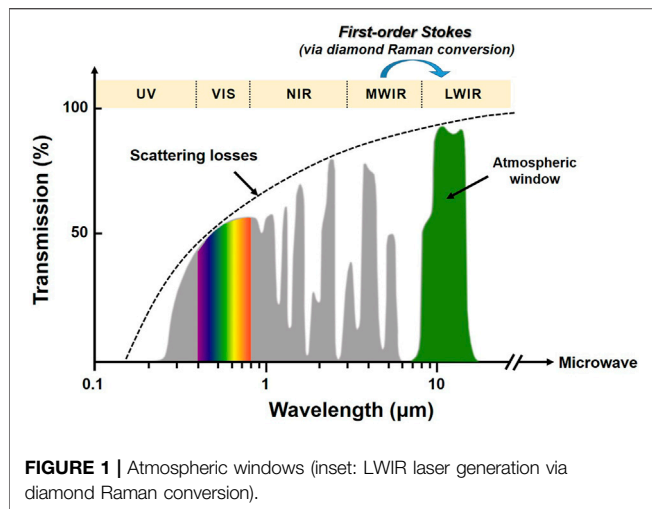 First-order Stokes
(via diamond Raman conversion)
UV VIS NIR MWIR LWIR
100
Scattering losses
Atmospheric
window
50
Transmission (%)
Microwave
0.1 1 10
Wavelength (μm)
FIGURE 1 | Atmospheric windows (inset: LWIR laser generation via
diamond Raman conversion).